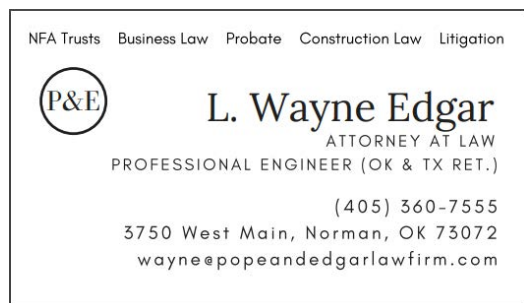 NFA Trusts Business Law Probate Construction Law Litigation
P&E
L. Wayne Edgar
ATTORNEY AT LAW
PROFESSIONAL ENGINEER (OK & TX RET.)
(405) 360-7555
3750 West Main, Norman, OK 73072
wayne@popeandedgarlawfirm.com